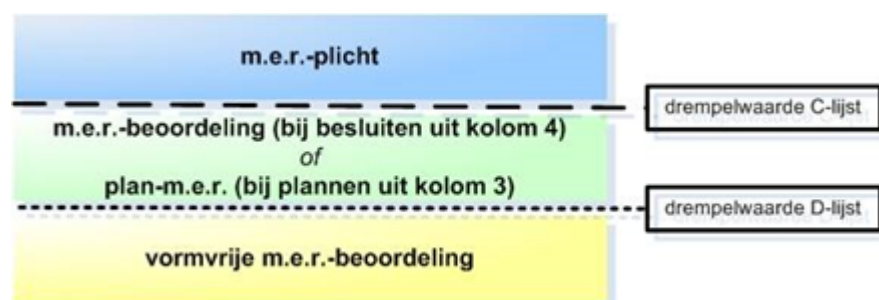 m.e.r.-plicht
drempelwaarde C-lijst
m.e.r.-beoordeling (bij besluiten uit kolom 4)
of
plan-m.e.r. (bij plannen uit kolom 3)
drempelwaarde D-lijst
vormvrije m.e.r.-beoordeling